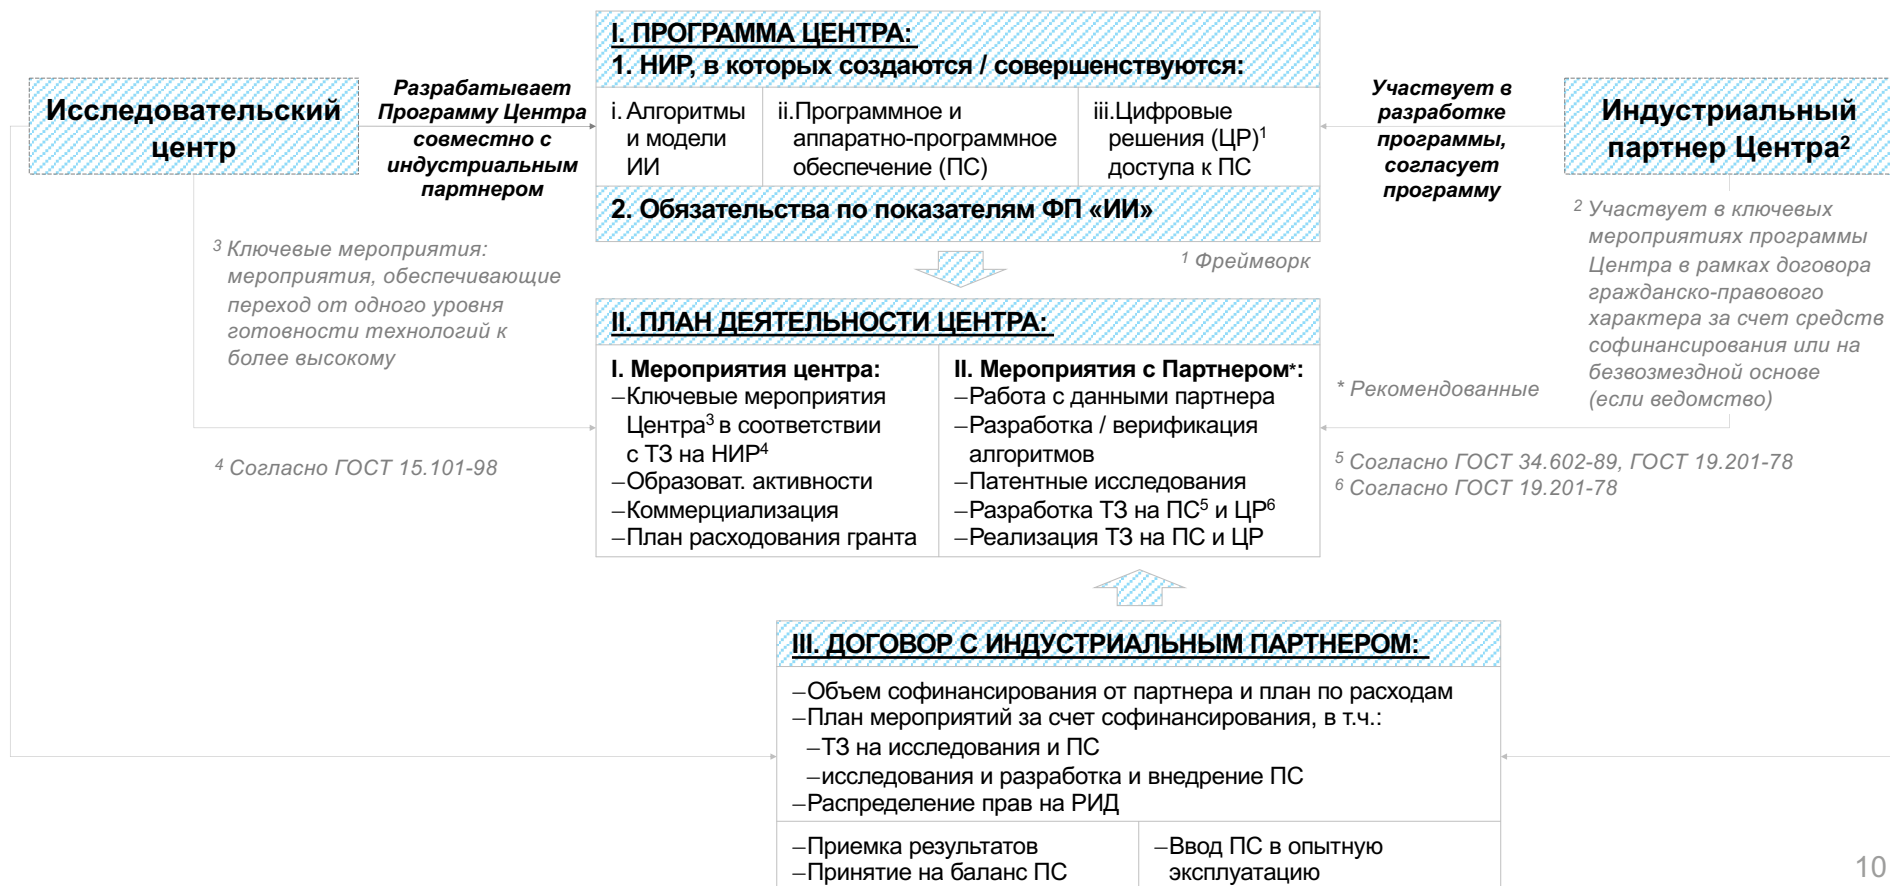 I. ПРОГРАММА ЦЕНТРА:
1. НИР, в которых создаются / совершенствуются:
i. Алгоритмы
и модели
ИИ
ii.Программное и
аппаратно-программное
обеспечение (ПС)
iii.Цифровые
решения (ЦР)¹
доступа к ПС
2. Обязательства по показателям ФП «ИИ»
Исследовательский
центр
Разрабатывает
Программу Центра
совместно с
индустриальным
партнером
Участвует в
разработке
программы,
согласует
программу
Индустриальный
партнер Центра²
³ Ключевые мероприятия:
мероприятия, обеспечивающие
переход от одного уровня
готовности технологий к
более высокому
¹ Фреймворк
² Участвует в ключевых
мероприятиях программы
Центра в рамках договора
гражданско-правового
характера за счет средств
софинансирования или на
безвозмездной основе
(если ведомство)
II. ПЛАН ДЕЯТЕЛЬНОСТИ ЦЕНТРА:
I. Мероприятия центра:
–Ключевые мероприятия
Центра³ в соответствии
с ТЗ на НИР⁴
–Образоват. активности
–Коммерциализация
–План расходования гранта
II. Мероприятия с Партнером*:
–Работа с данными партнера
–Разработка / верификация
алгоритмов
–Патентные исследования
–Разработка ТЗ на ПС⁵ и ЦР⁶
–Реализация ТЗ на ПС и ЦР
* Рекомендованные
⁴ Согласно ГОСТ 15.101-98
⁵ Согласно ГОСТ 34.602-89, ГОСТ 19.201-78
⁶ Согласно ГОСТ 19.201-78
III. ДОГОВОР С ИНДУСТРИАЛЬНЫМ ПАРТНЕРОМ:
–Объем софинансирования от партнера и план по расходам
–План мероприятий за счет софинансирования, в т.ч.:
–ТЗ на исследования и ПС
–исследования и разработка и внедрение ПС
–Распределение прав на РИД
–Приемка результатов
–Принятие на баланс ПС
–Ввод ПС в опытную
эксплуатацию
10